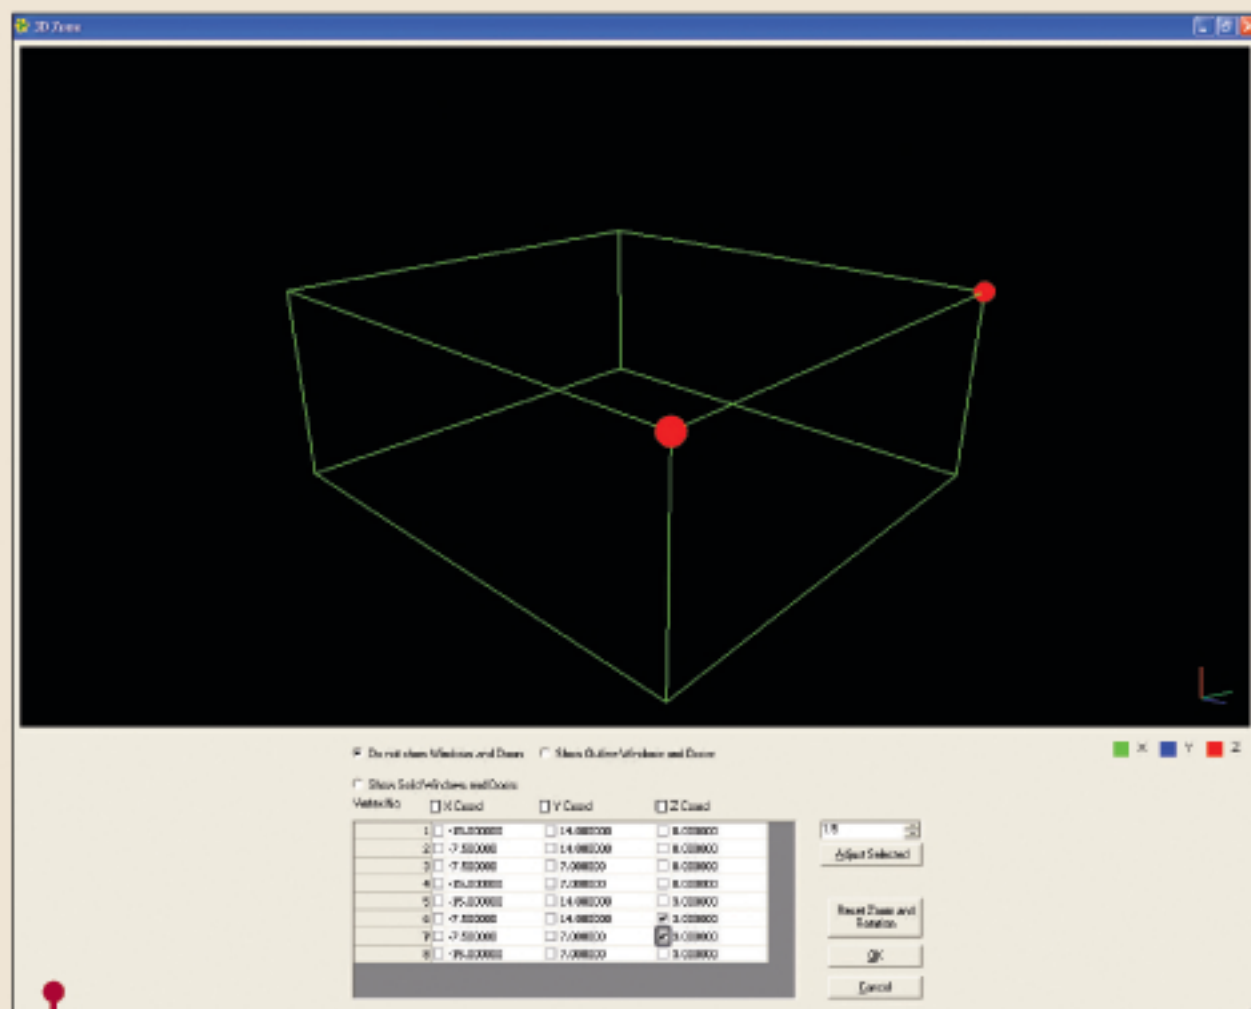 3D Zone
X Y Z
Do not show Windows and Doors Show Outline Windows and Doors
Show Solid Windows and Doors
Vertex No X Coord Y Coord Z Coord
1 -15.000000 14.000000 0.000000
2 -7.500000 14.000000 0.000000
3 -7.500000 7.000000 0.000000
4 -15.000000 7.000000 0.000000
5 -15.000000 14.000000 3.000000
6 -7.500000 14.000000 3.000000
7 -7.500000 7.000000 3.000000
8 -15.000000 7.000000 3.000000
Adjust Selected
Reset Zoom and
Rotation
OK
Cancel